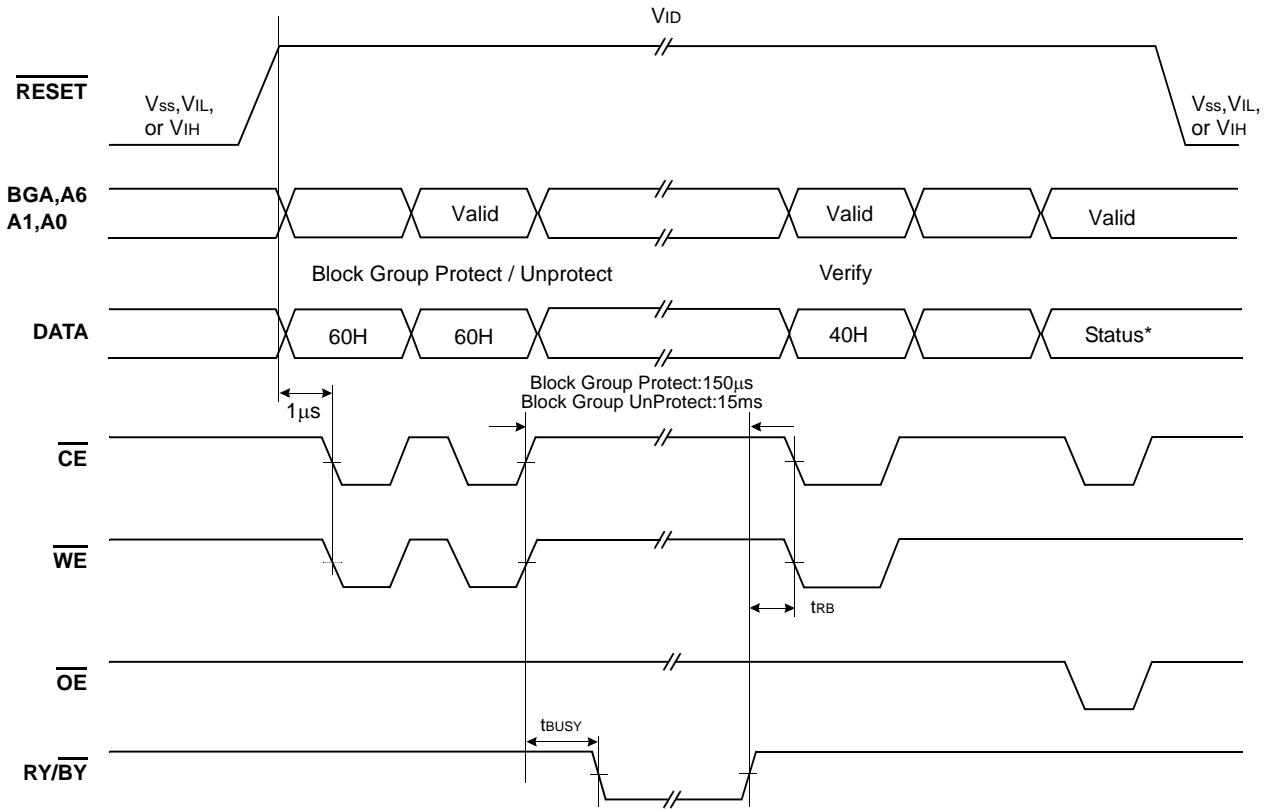 VID
RESET
Vss,VIL,
or VIH
Vss,VIL,
or VIH
BGA,A6
A1,A0
Valid
Valid
Valid
Block Group Protect / Unprotect
Verify
DATA
60H
60H
40H
Status*
Block Group Protect:150μs
Block Group UnProtect:15ms
1μs
CE
WE
tRB
OE
tBUSY
RY/BY